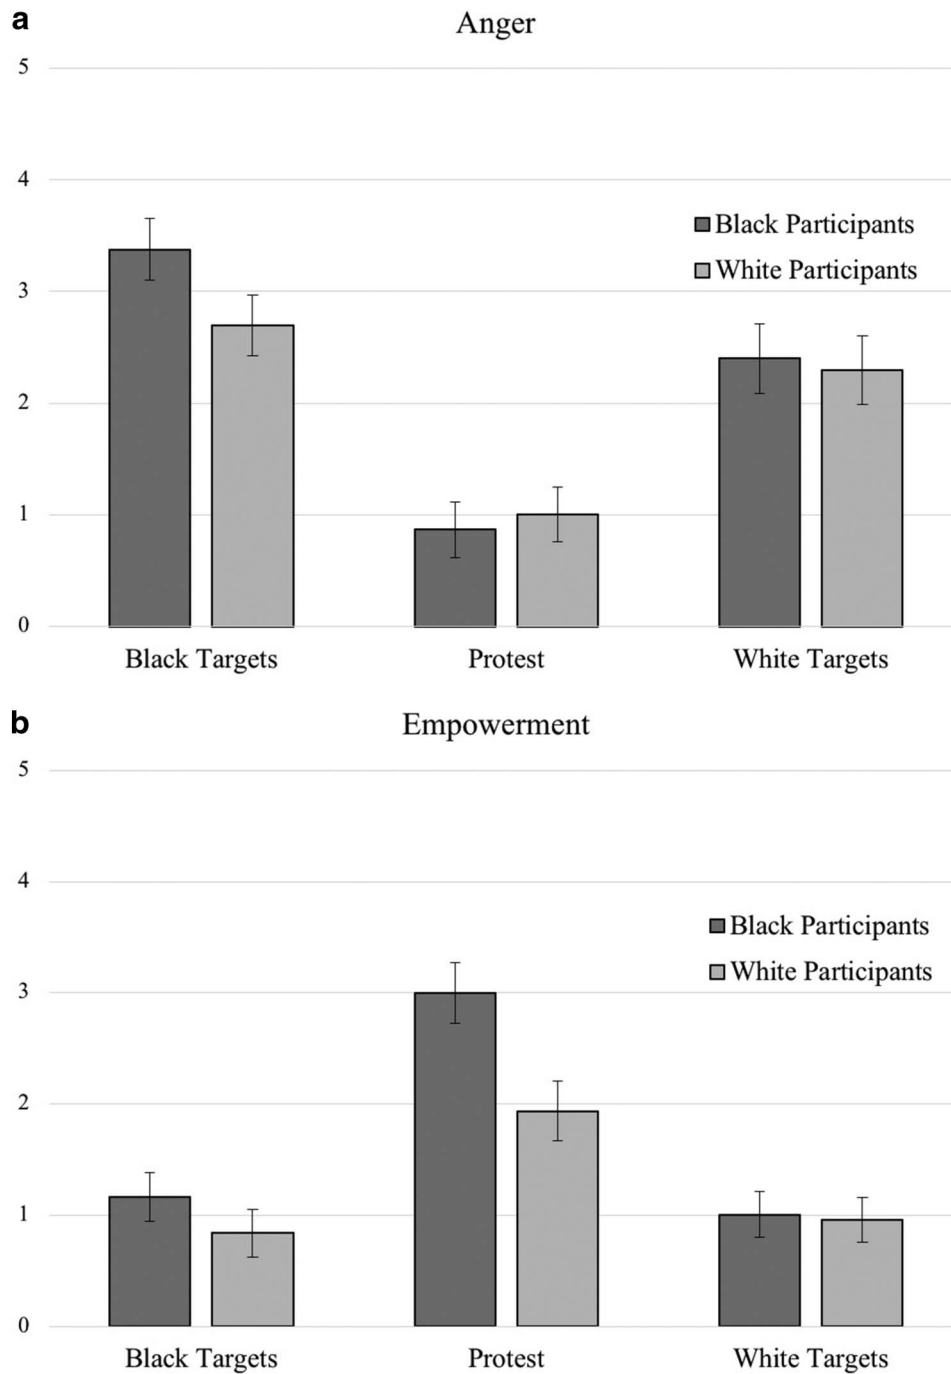 a
Anger
5
4
Black Participants
White Participants
3
2
1
0
Black Targets Protest White Targets
b
Empowerment
5
4
Black Participants
White Participants
3
2
1
0
Black Targets Protest White Targets